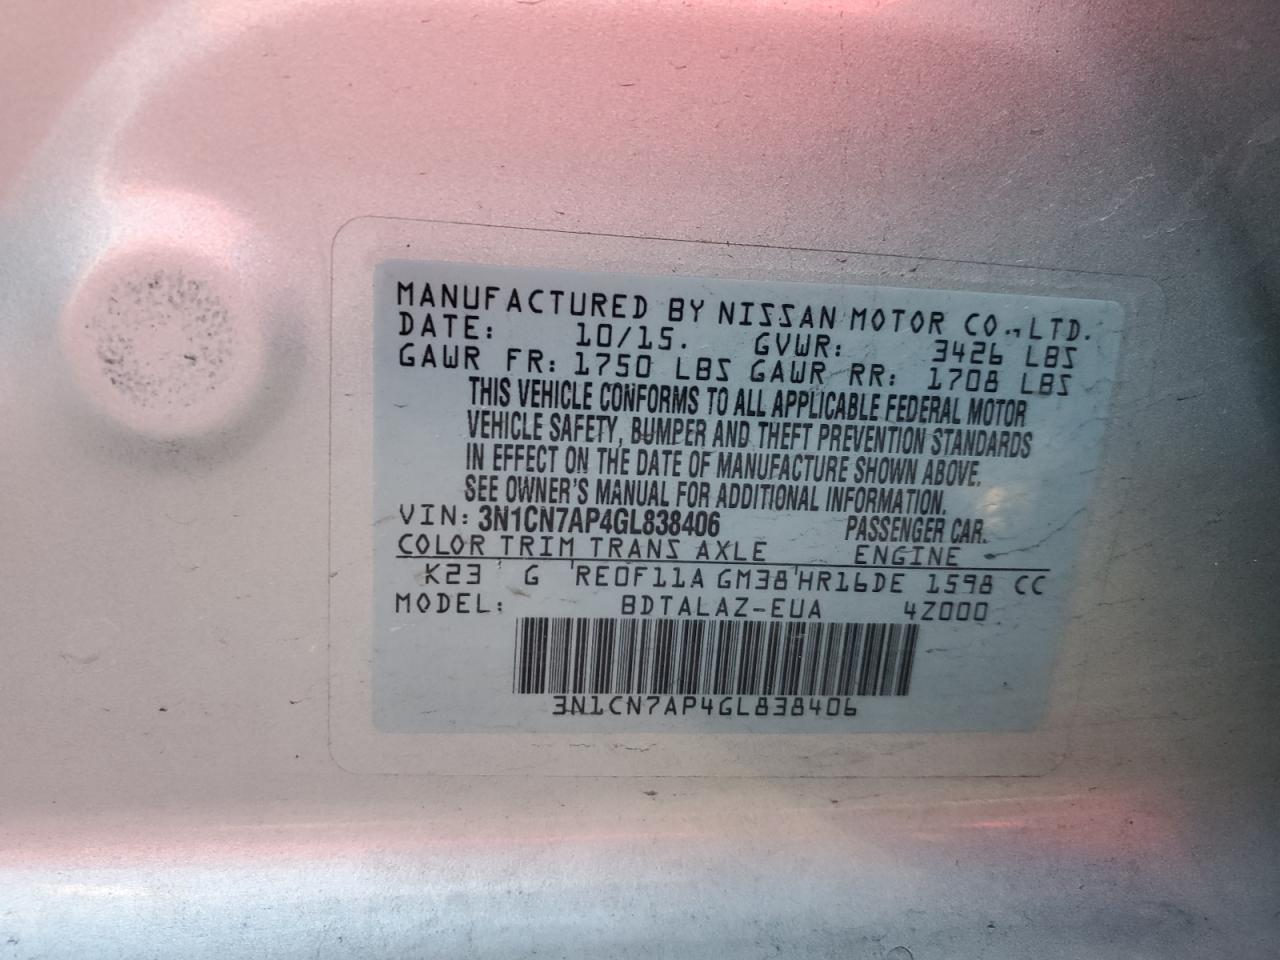 MANUFACTURED BY NISSAN MOTOR CO., LTD.
DATE: 10/15. GVWR: 3426 LBS
GAWR FR: 1750 LBS GAWR RR: 1708 LBS
THIS VEHICLE CONFORMS TO ALL APPLICABLE FEDERAL MOTOR
VEHICLE SAFETY, BUMPER AND THEFT PREVENTION STANDARDS
IN EFFECT ON THE DATE OF MANUFACTURE SHOWN ABOVE.
SEE OWNER'S MANUAL FOR ADDITIONAL INFORMATION.
VIN: 3N1CN7AP4GL838406 PASSENGER CAR.
COLOR TRIM TRANS AXLE ENGINE
K23 G RE0F11A GM38 HR16DE 1598 CC
MODEL: BDTALAZ-EUA 4Z000
3N1CN7AP4GL838406